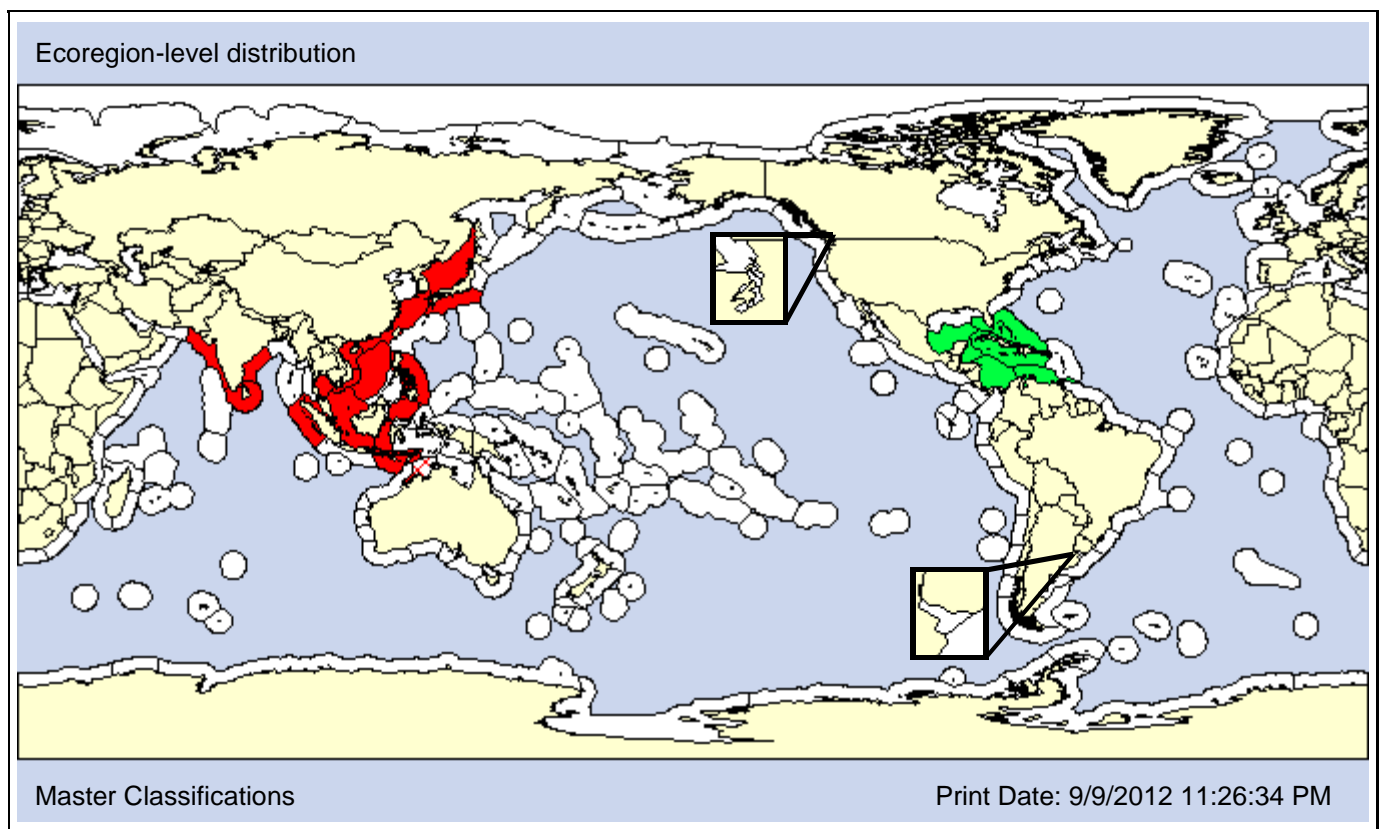 Ecoregion-level distribution
Master Classifications
Print Date: 9/9/2012 11:26:34 PM